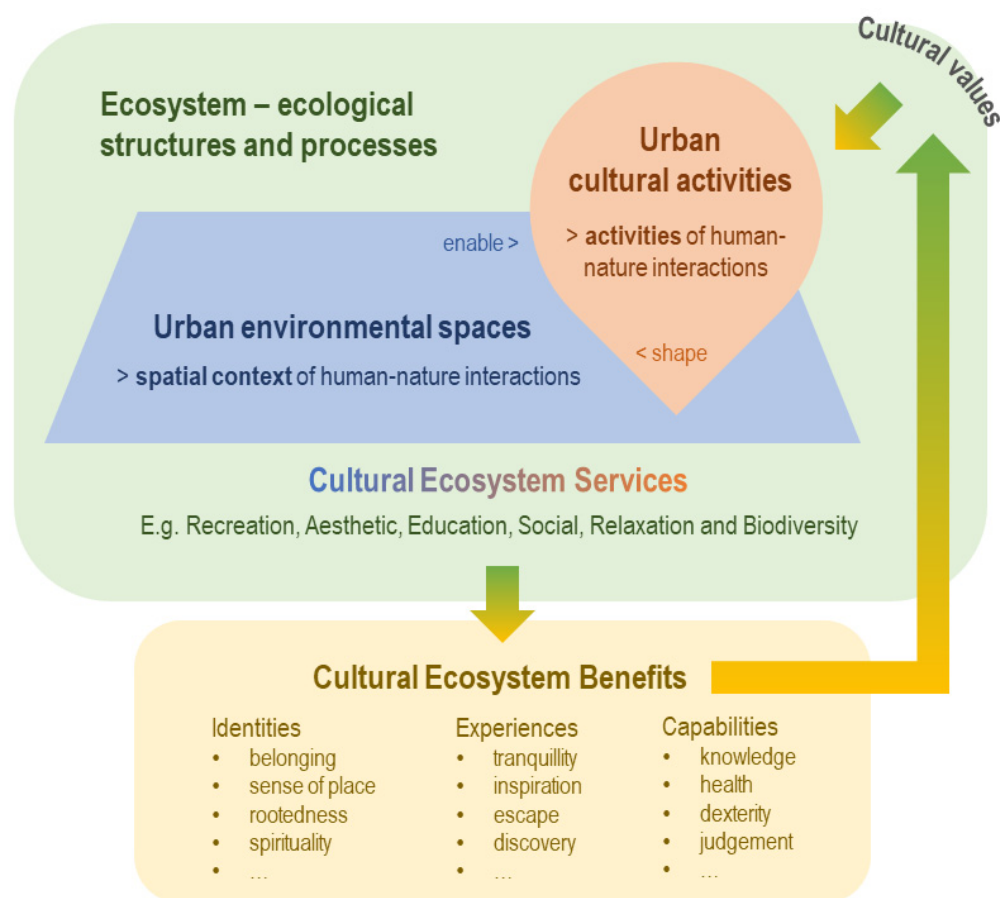 Cultural values
Ecosystem – ecological
structures and processes
Urban
cultural activities
> activities of human-
nature interactions
enable >
Urban environmental spaces
> spatial context of human-nature interactions
< shape
Cultural Ecosystem Services
E.g. Recreation, Aesthetic, Education, Social, Relaxation and Biodiversity
Cultural Ecosystem Benefits
Identities
• belonging
• sense of place
• rootedness
• spirituality
• ...
Experiences
• tranquillity
• inspiration
• escape
• discovery
• ...
Capabilities
• knowledge
• health
• dexterity
• judgement
• ...